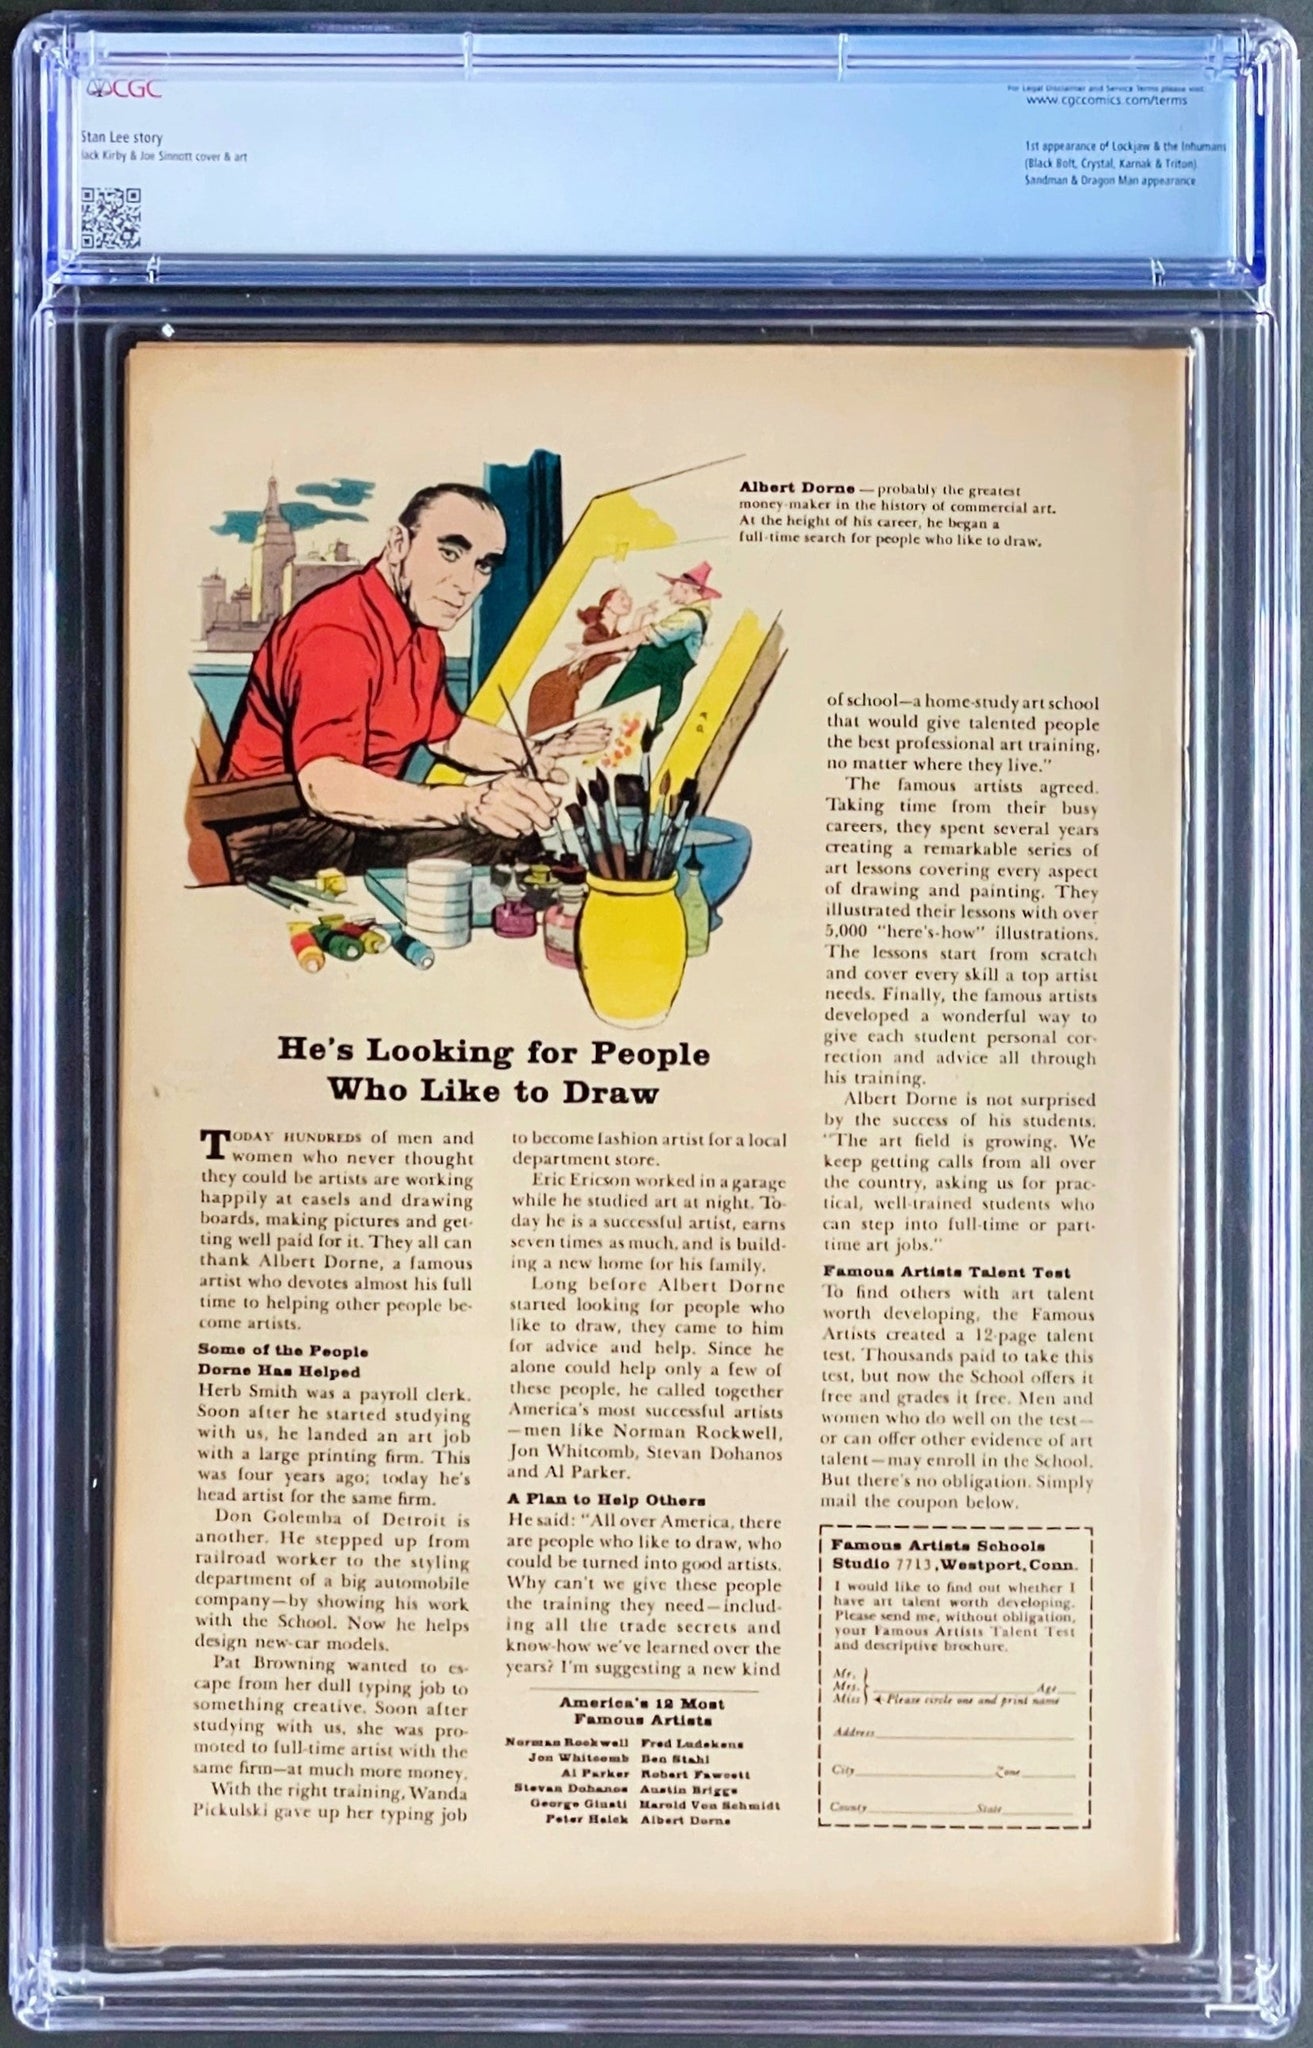 CGC
For Legal Disclaimer and Service Terms please visit:
www.cgccomics.com/terms
Stan Lee story
Jack Kirby & Joe Sinnott cover & art
1st appearance of Lockjaw & the Inhumans
(Black Bolt, Crystal, Karnak & Triton)
Sandman & Dragon Man appearance
Albert Dorne — probably the greatest
money-maker in the history of commercial art.
At the height of his career, he began a
full-time search for people who like to draw.
He's Looking for People
Who Like to Draw
TODAY HUNDREDS of men and
women who never thought
they could be artists are working
happily at easels and drawing
boards, making pictures and get-
ting well paid for it. They all can
thank Albert Dorne, a famous
artist who devotes almost his full
time to helping other people be-
come artists.
Some of the People
Dorne Has Helped
Herb Smith was a payroll clerk.
Soon after he started studying
with us, he landed an art job
with a large printing firm. This
was four years ago; today he's
head artist for the same firm.
Don Golemba of Detroit is
another. He stepped up from
railroad worker to the styling
department of a big automobile
company—by showing his work
with the School. Now he helps
design new-car models.
Pat Browning wanted to es-
cape from her dull typing job to
something creative. Soon after
studying with us, she was pro-
moted to full-time artist with the
same firm—at much more money.
With the right training, Wanda
Pickulski gave up her typing job
to become fashion artist for a local
department store.
Eric Ericson worked in a garage
while he studied art at night. To-
day he is a successful artist, earns
seven times as much, and is build-
ing a new home for his family.
Long before Albert Dorne
started looking for people who
like to draw, they came to him
for advice and help. Since he
alone could help only a few of
these people, he called together
America's most successful artists
—men like Norman Rockwell,
Jon Whitcomb, Stevan Dohanos
and Al Parker.
A Plan to Help Others
He said: "All over America, there
are people who like to draw, who
could be turned into good artists.
Why can't we give these people
the training they need—includ-
ing all the trade secrets and
know-how we've learned over the
years? I'm suggesting a new kind
America's 12 Most
Famous Artists
Norman Rockwell Fred Ludekens
Jon Whitcomb Ben Stahl
Al Parker Robert Fawcett
Stevan Dohanos Austin Briggs
George Giusti Harold Von Schmidt
Peter Helck Albert Dorne
of school—a home-study art school
that would give talented people
the best professional art training,
no matter where they live."
The famous artists agreed.
Taking time from their busy
careers, they spent several years
creating a remarkable series of
art lessons covering every aspect
of drawing and painting. They
illustrated their lessons with over
5,000 "here's-how" illustrations.
The lessons start from scratch
and cover every skill a top artist
needs. Finally, the famous artists
developed a wonderful way to
give each student personal cor-
rection and advice all through
his training.
Albert Dorne is not surprised
by the success of his students.
"The art field is growing. We
keep getting calls from all over
the country, asking us for prac-
tical, well-trained students who
can step into full-time or part-
time art jobs."
Famous Artists Talent Test
To find others with art talent
worth developing, the Famous
Artists created a 12-page talent
test. Thousands paid to take this
test, but now the School offers it
free and grades it free. Men and
women who do well on the test—
or can offer other evidence of art
talent—may enroll in the School.
But there's no obligation. Simply
mail the coupon below.
Famous Artists Schools
Studio 7713, Westport, Conn.
I would like to find out whether I
have art talent worth developing.
Please send me, without obligation,
your Famous Artists Talent Test
and descriptive brochure.
Mr.
Mrs. Age
Miss Please circle one and print name
Address
City Zone
County State